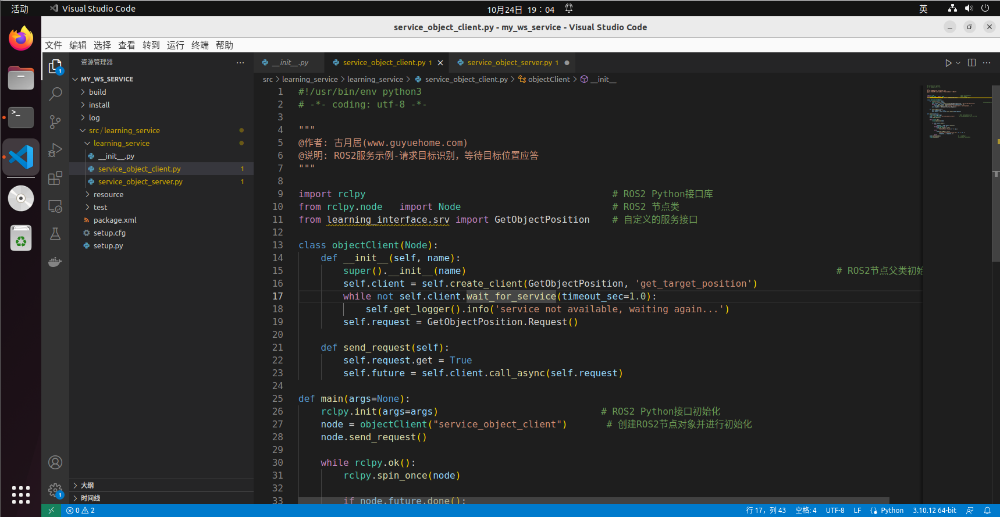 活动
Visual Studio Code
10月24日 19：04
英
service_object_client.py - my_ws_service - Visual Studio Code
文件 编辑 选择 查看 转到 运行 终端 帮助
资源管理器
MY_WS_SERVICE
build
install
log
src / learning_service
learning_service
__init__.py
service_object_client.py 1
service_object_server.py 1
resource
test
package.xml
setup.cfg
setup.py
大纲
时间线
1
1
__init__.py
service_object_client.py 1
service_object_server.py 1
src > learning_service > learning_service > service_object_client.py > objectClient > __init__
1 #!/usr/bin/env python3
2 # -*- coding: utf-8 -*-
3
4 """
5 @作者: 古月居(www.guyuehome.com)
6 @说明: ROS2服务示例-请求目标识别，等待目标位置应答
7 """
8
9 import rclpy # ROS2 Python接口库
10 from rclpy.node import Node # ROS2 节点类
11 from learning_interface.srv import GetObjectPosition # 自定义的服务接口
12
13 class objectClient(Node):
14 def __init__(self, name):
15 super().__init__(name) # ROS2节点父类初始
16 self.client = self.create_client(GetObjectPosition, 'get_target_position')
17 while not self.client.wait_for_service(timeout_sec=1.0):
18 self.get_logger().info('service not available, waiting again...')
19 self.request = GetObjectPosition.Request()
20
21 def send_request(self):
22 self.request.get = True
23 self.future = self.client.call_async(self.request)
24
25 def main(args=None):
26 rclpy.init(args=args) # ROS2 Python接口初始化
27 node = objectClient("service_object_client") # 创建ROS2节点对象并进行初始化
28 node.send_request()
29
30 while rclpy.ok():
31 rclpy.spin_once(node)
32
33 if node.future.done():
0 2
行 17，列 43 空格: 4 UTF-8 LF Python 3.10.12 64-bit